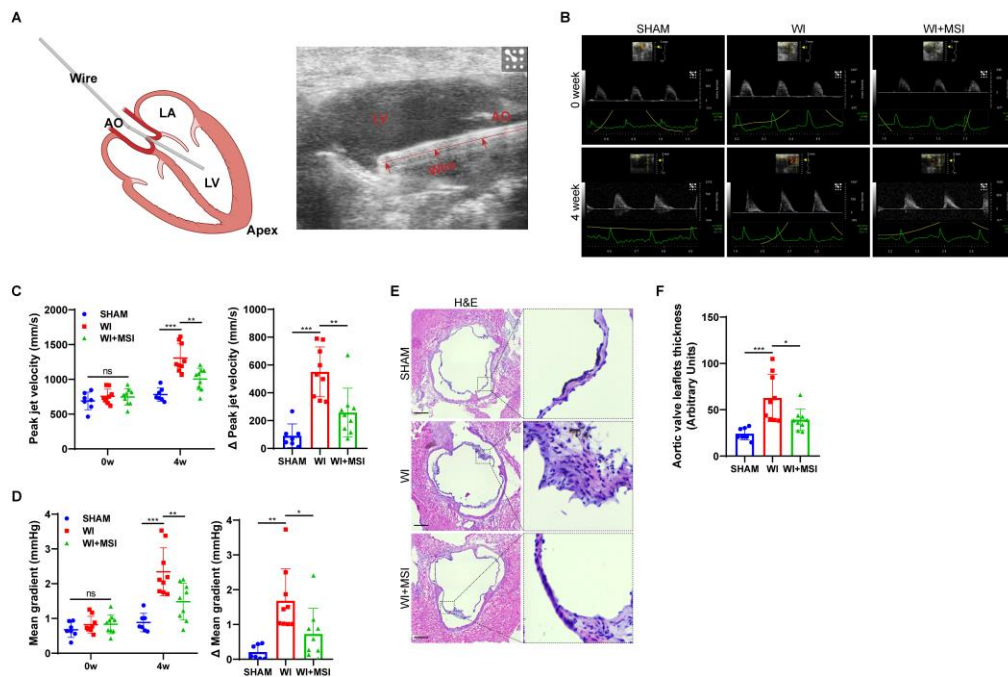 A
Wire
AO
LA
LV
Apex
LV
AO
Wire
B
SHAM
WI
WI+MSI
0 week
4 week
C
SHAM
WI
WI+MSI
Peak jet velocity (mm/s)
2000
1500
1000
500
0
ns
***
**
0w
4w
Δ Peak jet velocity (mm/s)
1000
800
600
400
200
0
***
**
SHAM
WI
WI+MSI
D
SHAM
WI
WI+MSI
Mean gradient (mmHg)
4
3
2
1
0
ns
***
**
0w
4w
Δ Mean gradient (mmHg)
4
3
2
1
0
**
*
SHAM
WI
WI+MSI
E
H&E
SHAM
WI
WI+MSI
F
Aortic valve leaflets thickness
(Arbitrary Units)
150
100
50
0
***
*
SHAM
WI
WI+MSI